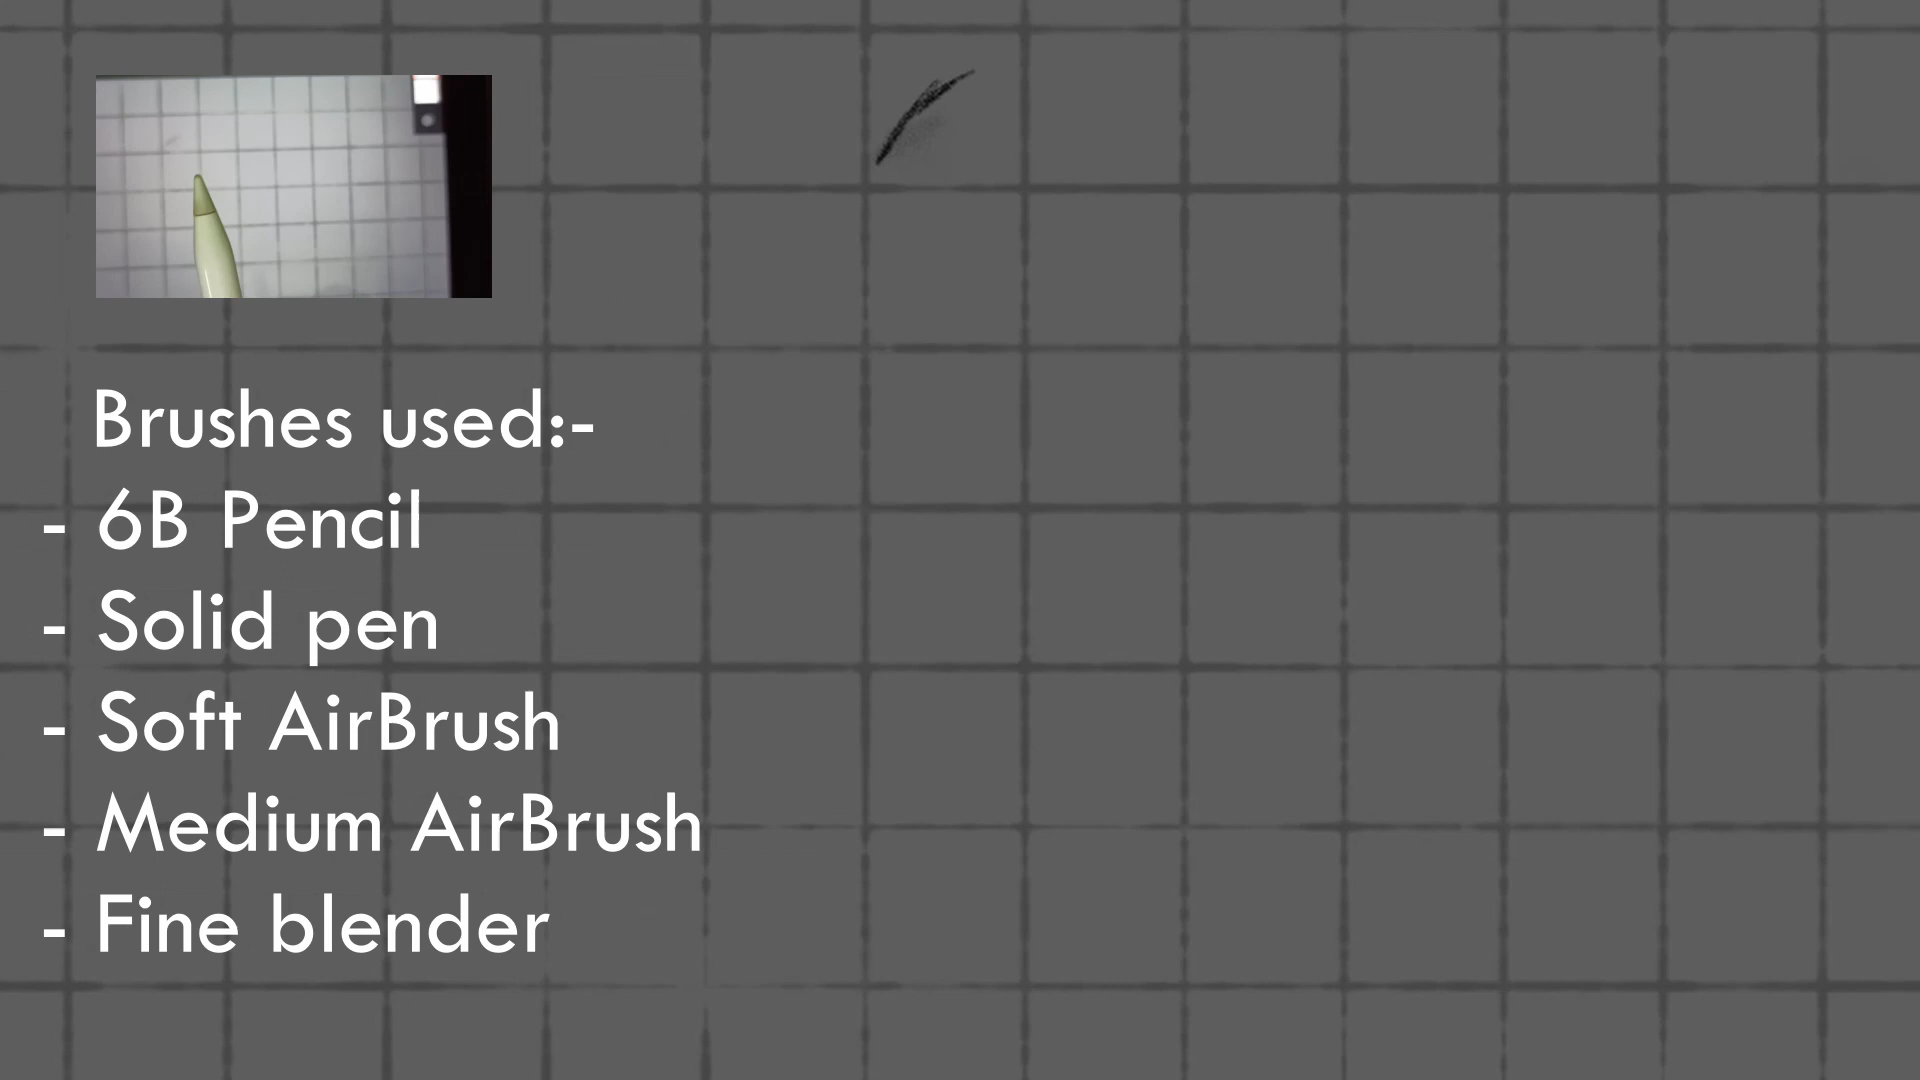 Brushes used:-
- 6B Pencil
- Solid pen
- Soft AirBrush
- Medium AirBrush
- Fine blender